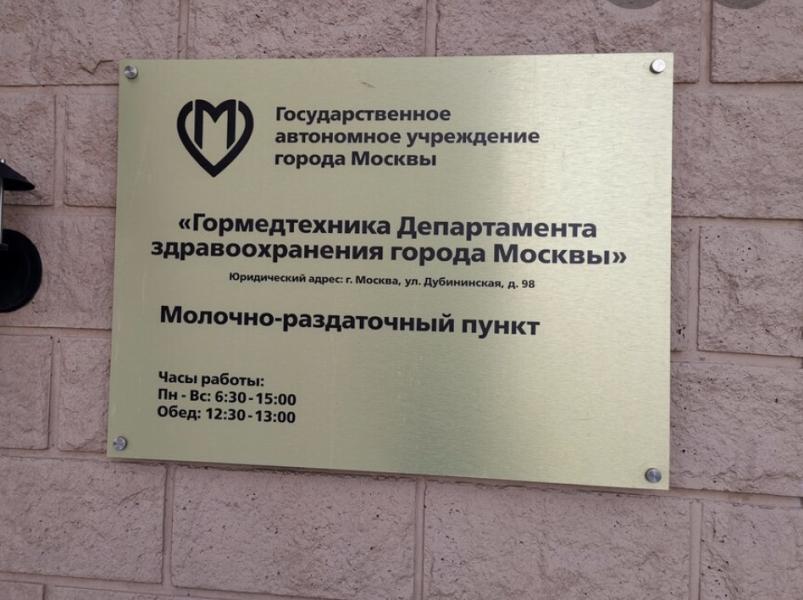 Государственное
автономное учреждение
города Москвы
«Гормедтехника Департамента
здравоохранения города Москвы»
Юридический адрес: г. Москва, ул. Дубининская, д. 98
Молочно-раздаточный пункт
Часы работы:
Пн - Вс: 6:30 - 15:00
Обед: 12:30 - 13:00